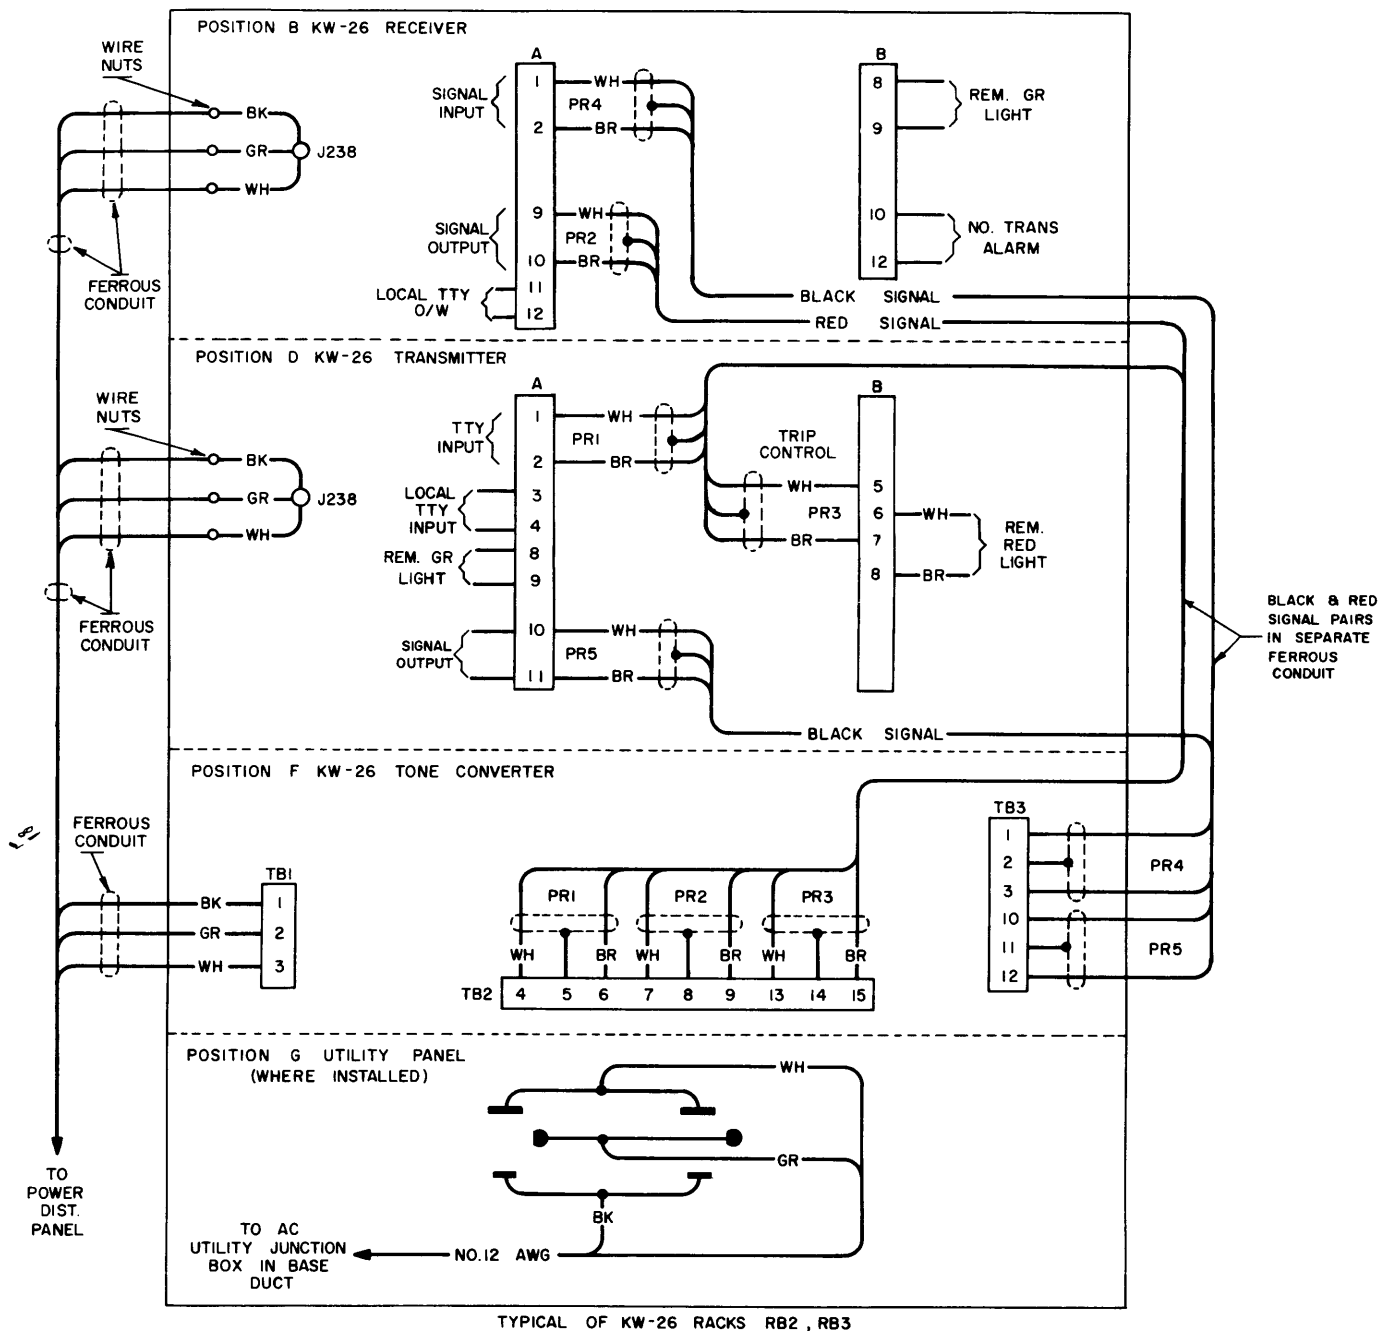 POSITION B KW-26 RECEIVER
WIRE
NUTS
BK
GR
WH
J238
FERROUS
CONDUIT
A
SIGNAL
INPUT
1
2
WH
PR4
BR
SIGNAL
OUTPUT
9
10
WH
PR2
BR
LOCAL TTY
O/W
11
12
B
8
9
REM. GR
LIGHT
10
12
NO. TRANS
ALARM
BLACK SIGNAL
RED SIGNAL
POSITION D KW-26 TRANSMITTER
WIRE
NUTS
BK
GR
WH
J238
FERROUS
CONDUIT
A
TTY
INPUT
1
2
WH
PR1
BR
LOCAL
TTY
INPUT
3
4
REM. GR
LIGHT
8
9
SIGNAL
OUTPUT
10
11
WH
PR5
BR
B
TRIP
CONTROL
WH
PR3
BR
5
6
7
8
WH
BR
REM.
RED
LIGHT
BLACK SIGNAL
BLACK & RED
SIGNAL PAIRS
IN SEPARATE
FERROUS
CONDUIT
POSITION F KW-26 TONE CONVERTER
FERROUS
CONDUIT
TB1
BK
GR
WH
1
2
3
PR1
PR2
PR3
WH
BR
WH
BR
WH
BR
TB2
4
5
6
7
8
9
13
14
15
TB3
1
2
3
10
11
12
PR4
PR5
POSITION G UTILITY PANEL
(WHERE INSTALLED)
WH
GR
BK
NO.12 AWG
TO AC
UTILITY JUNCTION
BOX IN BASE
DUCT
TO
POWER
DIST.
PANEL
TYPICAL OF KW-26 RACKS RB2, RB3